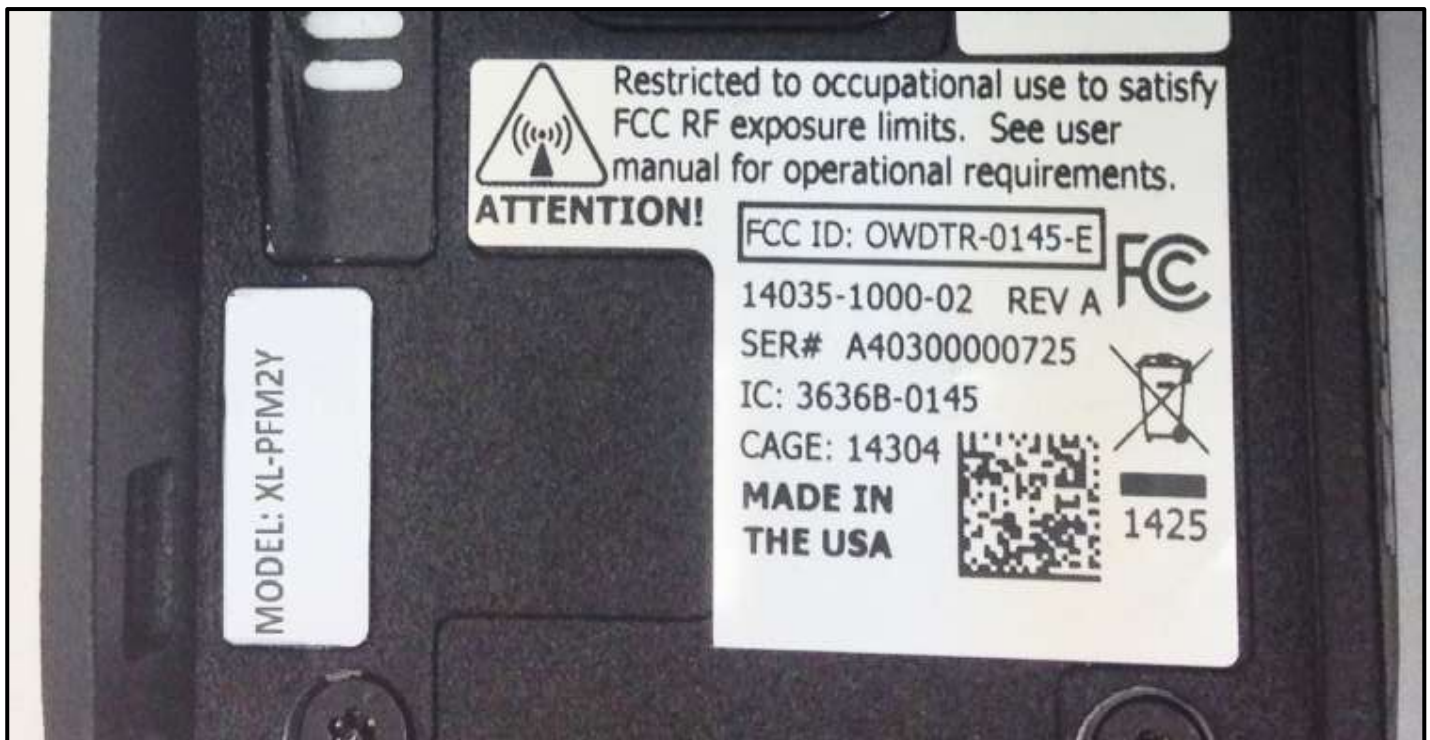 Restricted to occupational use to satisfy
FCC RF exposure limits. See user
manual for operational requirements.
ATTENTION!
FCC ID: OWDTR-0145-E
FC
14035-1000-02 REV A
SER# A40300000725
IC: 3636B-0145
CAGE: 14304
MADE IN
THE USA
1425
MODEL: XL-PFM2Y